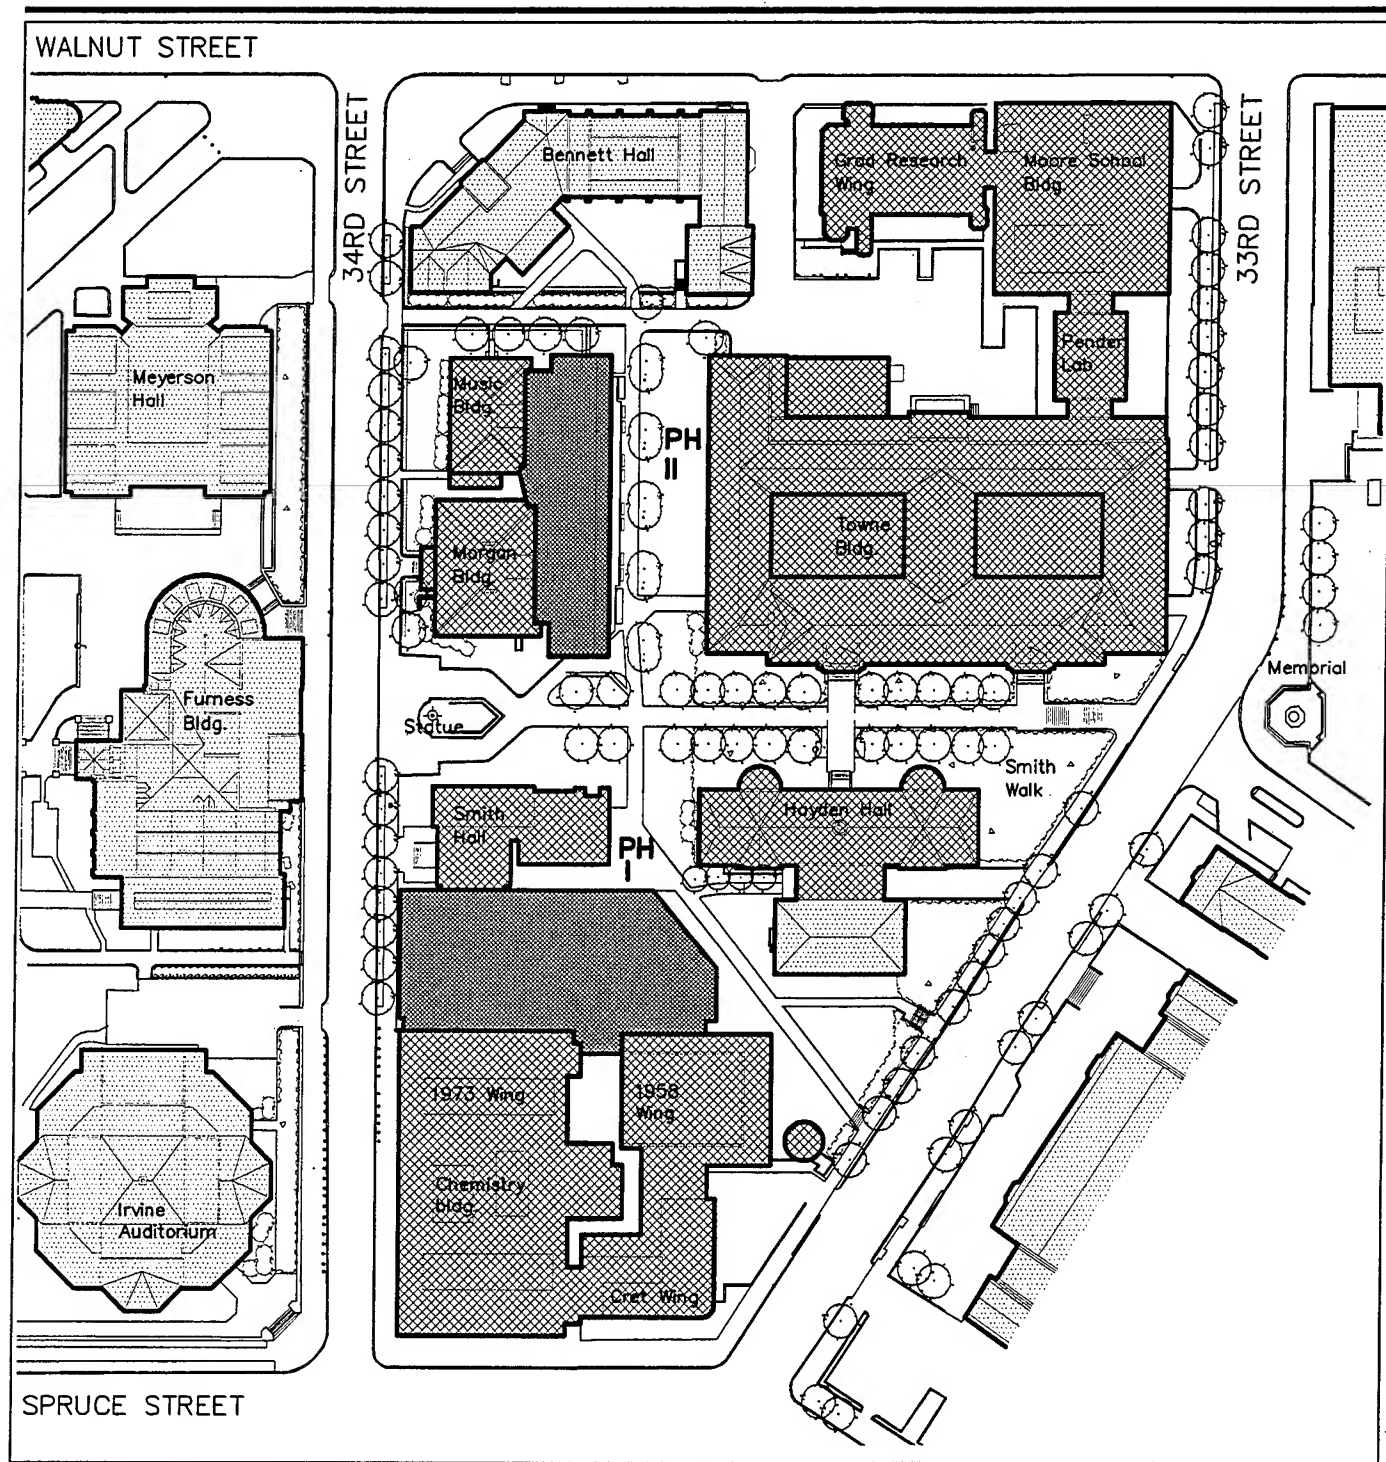 WALNUT STREET
34RD STREET
33RD STREET
Bennett Hall
Grad Research
Wing
Moore School
Bldg.
Pender
Lab
Meyerson
Hall
Music
Bldg.
PH
II
Morgan
Bldg.
Towne
Bldg.
Furness
Bldg.
Statue
Memorial
Smith
Walk
Smith
Hall
Hayden Hall
PH
I
1973 Wing
1958
Wing
Chemistry
bldg.
Irvine
Auditorium
Cret Wing
SPRUCE STREET